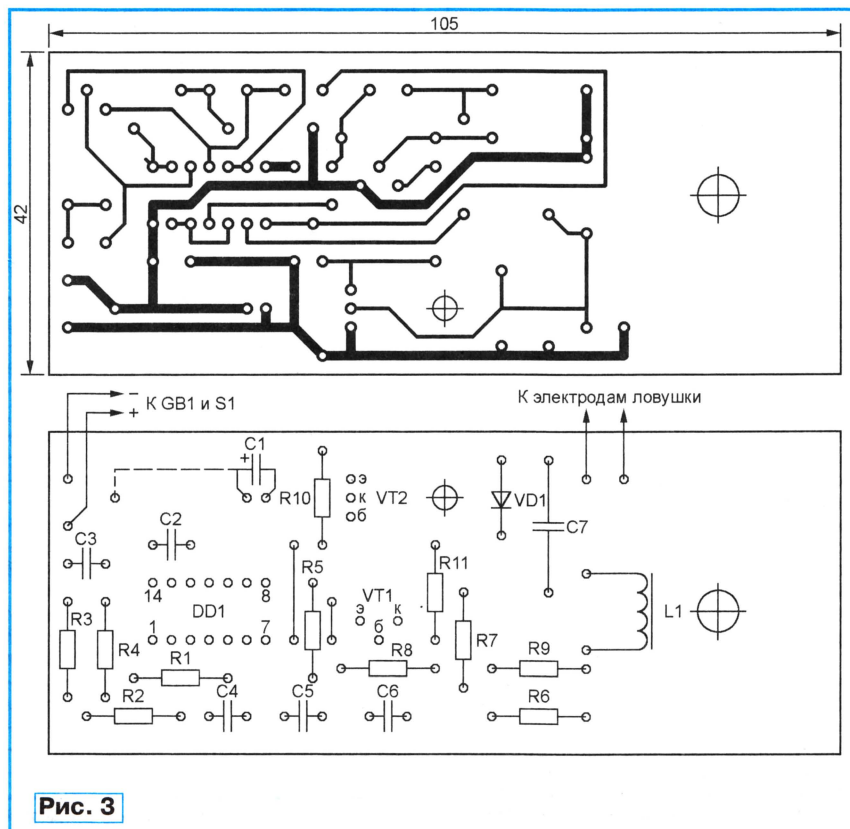 105
42
− К GB1 и S1
+
К электродам ловушки
C1
+
R10
э
к VT2
б
VD1
C7
C2
C3
R11
14
8
R5
VT1
э
к
б
DD1
L1
R3
R4
1
7
R1
R8
R7
R9
R2
C4
C5
C6
R6
Рис. 3